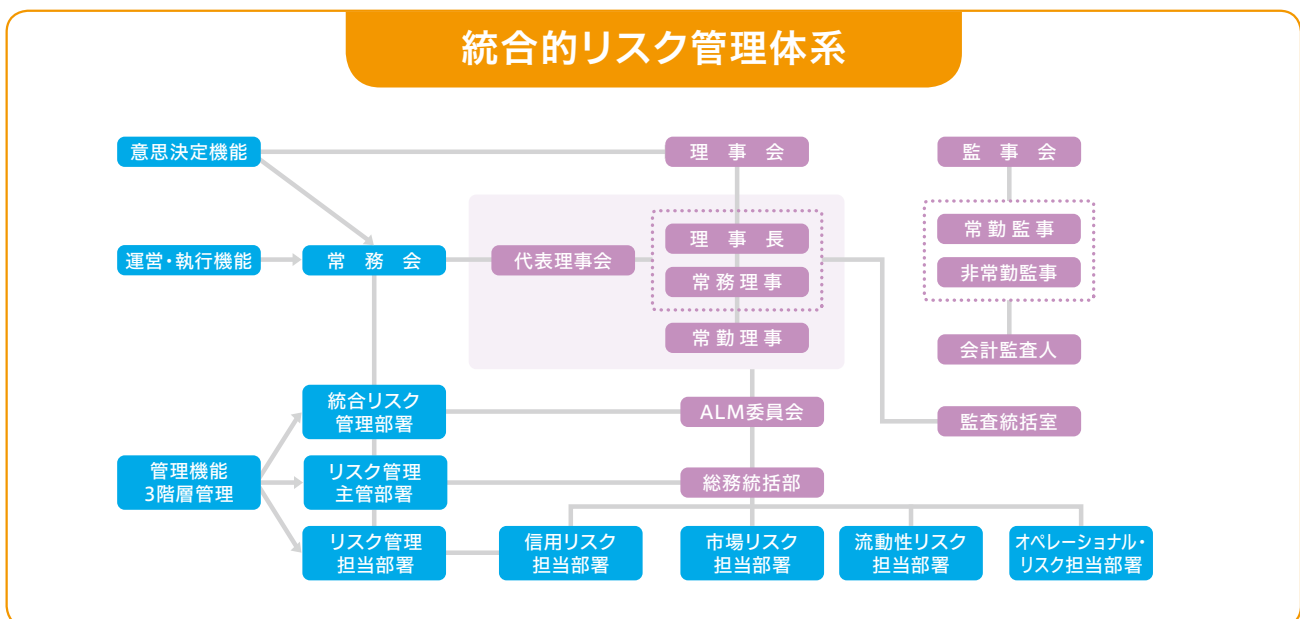 統合的リスク管理体系
意思決定機能
理事会
監事会
運営・執行機能
常務会
代表理事会
理事長
常務理事
常勤理事
常勤監事
非常勤監事
会計監査人
統合リスク
管理部署
ALM委員会
監査統括室
管理機能
3階層管理
リスク管理
主管部署
総務統括部
リスク管理
担当部署
信用リスク
担当部署
市場リスク
担当部署
流動性リスク
担当部署
オペレーショナル・
リスク担当部署